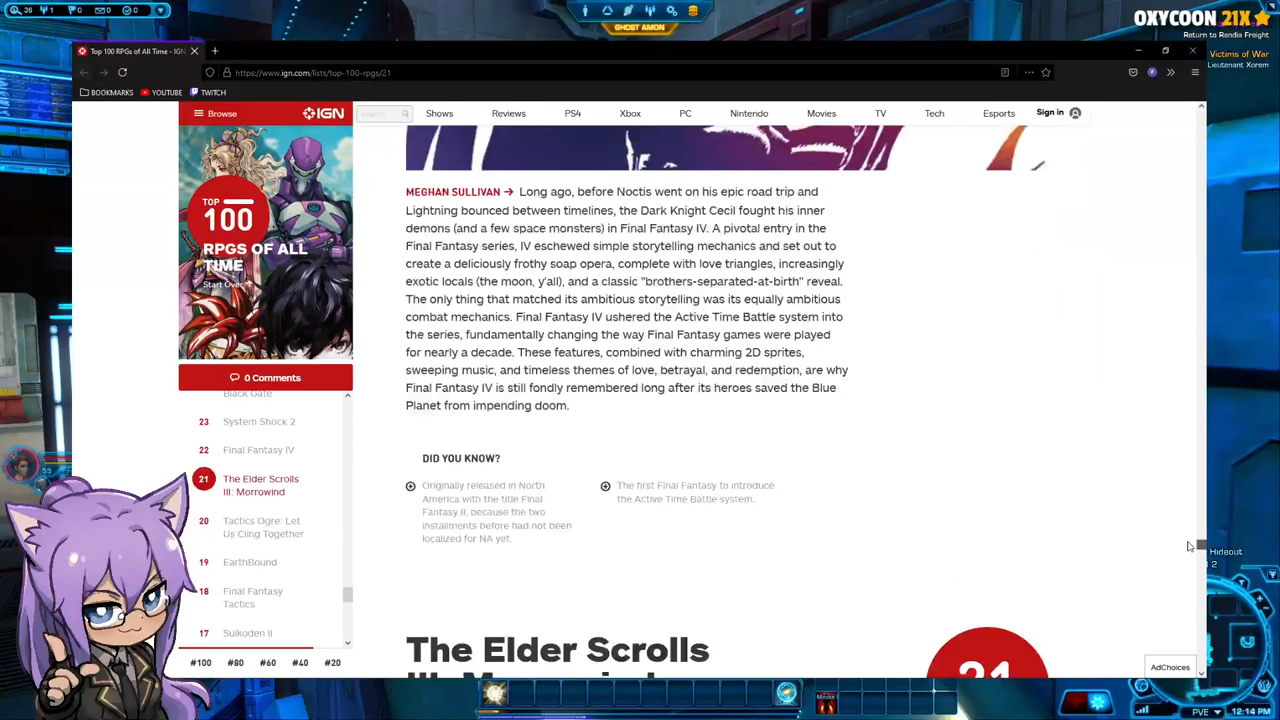 36 1 0 0 0
GHOST AMON
OXYCOON 21X
Return to Rendia Freight
Victims of War
Lieutenant Xorem
Top 100 RPGs of All Time - IGN
https://www.ign.com/lists/top-100-rpgs/21
BOOKMARKS YOUTUBE TWITCH
Browse IGN Search Shows Reviews PS4 Xbox PC Nintendo Movies TV Tech Esports Sign in
TOP
100
RPGS OF ALL
TIME
Start Over
0 Comments
Black Gate
23 System Shock 2
22 Final Fantasy IV
21 The Elder Scrolls
III: Morrowind
20 Tactics Ogre: Let
Us Cling Together
19 EarthBound
18 Final Fantasy
Tactics
17 Suikoden II
#100 #80 #60 #40 #20
MEGHAN SULLIVAN → Long ago, before Noctis went on his epic road trip and
Lightning bounced between timelines, the Dark Knight Cecil fought his inner
demons (and a few space monsters) in Final Fantasy IV. A pivotal entry in the
Final Fantasy series, IV eschewed simple storytelling mechanics and set out to
create a deliciously frothy soap opera, complete with love triangles, increasingly
exotic locals (the moon, y'all), and a classic "brothers-separated-at-birth" reveal.
The only thing that matched its ambitious storytelling was its equally ambitious
combat mechanics. Final Fantasy IV ushered the Active Time Battle system into
the series, fundamentally changing the way Final Fantasy games were played
for nearly a decade. These features, combined with charming 2D sprites,
sweeping music, and timeless themes of love, betrayal, and redemption, are why
Final Fantasy IV is still fondly remembered long after its heroes saved the Blue
Planet from impending doom.
DID YOU KNOW?
Originally released in North
America with the title Final
Fantasy II, because the two
installments before had not been
localized for NA yet.
The first Final Fantasy to introduce
the Active Time Battle system.
The Elder Scrolls
III: Morrowind
21
AdChoices
Hideout
2
55
PVE 12:14 PM